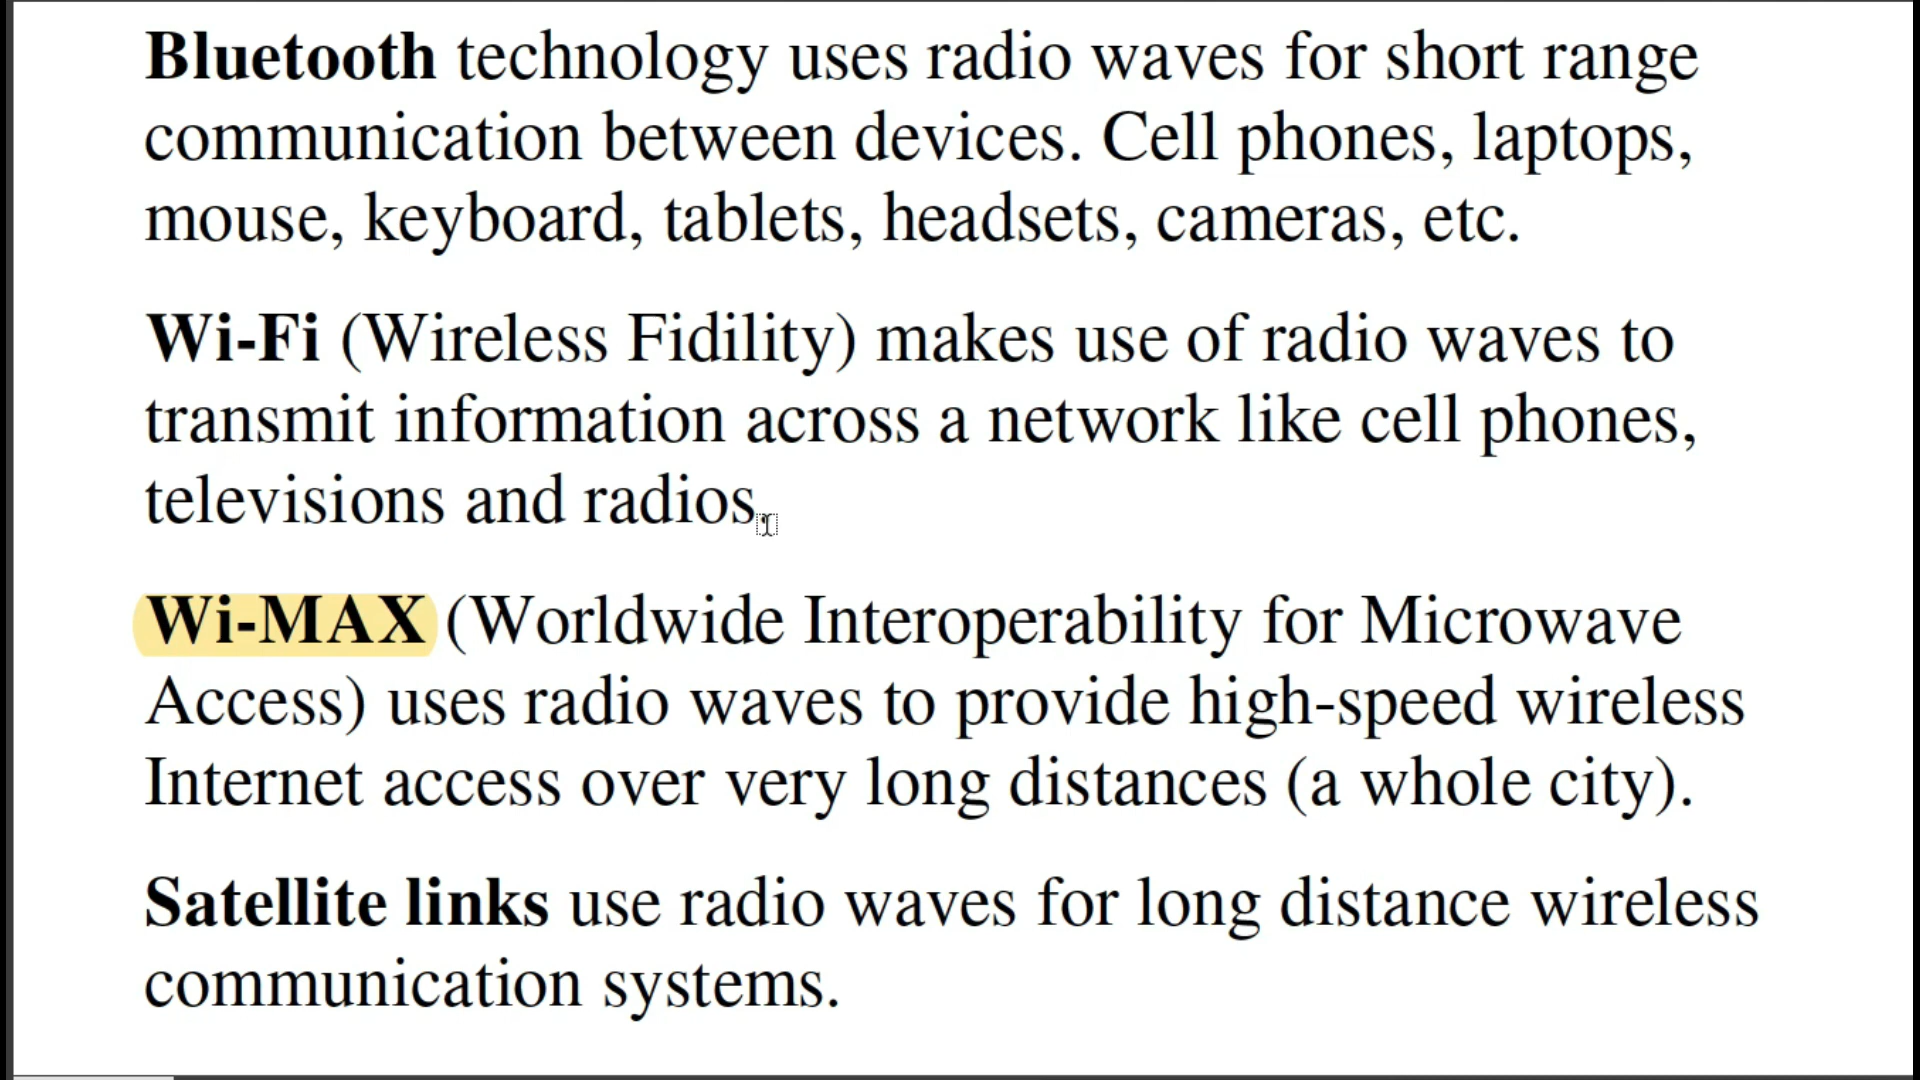 Bluetooth technology uses radio waves for short range
communication between devices. Cell phones, laptops,
mouse, keyboard, tablets, headsets, cameras, etc.
Wi-Fi (Wireless Fidility) makes use of radio waves to
transmit information across a network like cell phones,
televisions and radios.
Wi-MAX (Worldwide Interoperability for Microwave
Access) uses radio waves to provide high-speed wireless
Internet access over very long distances (a whole city).
Satellite links use radio waves for long distance wireless
communication systems.